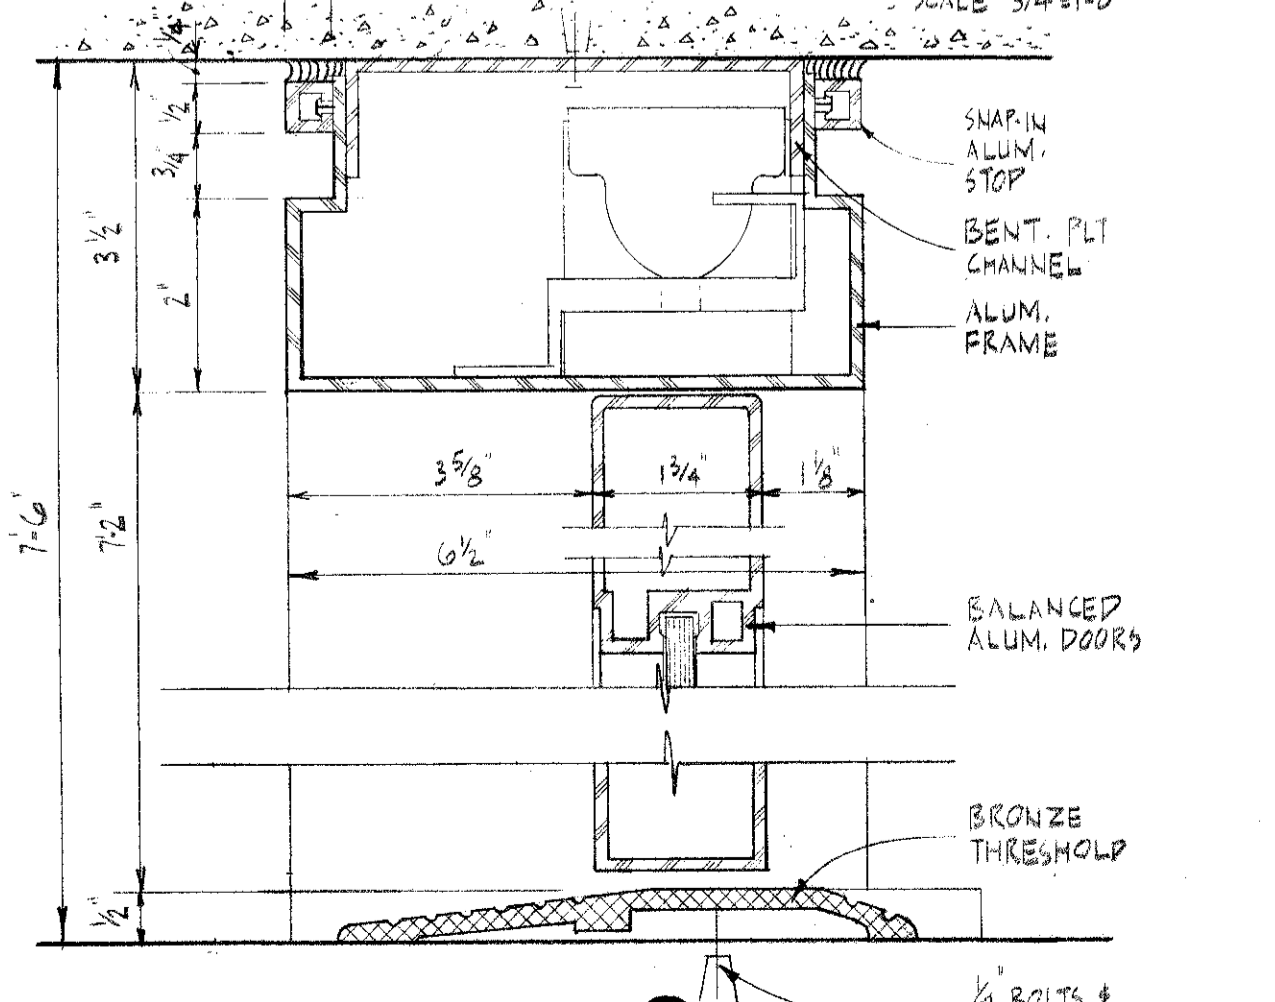 SCALE 3/4"=1'-0"
1/4"
1/2"
3/4"
3 1/2"
2"
SNAP-IN
ALUM.
STOP
BENT. PLT
CHANNEL
ALUM.
FRAME
3 5/8"
1 3/4"
1 1/8"
7'-6"
7'-2"
6 1/2"
BALANCED
ALUM. DOORS
BRONZE
THRESHOLD
1/2"
1/4" BOLTS &